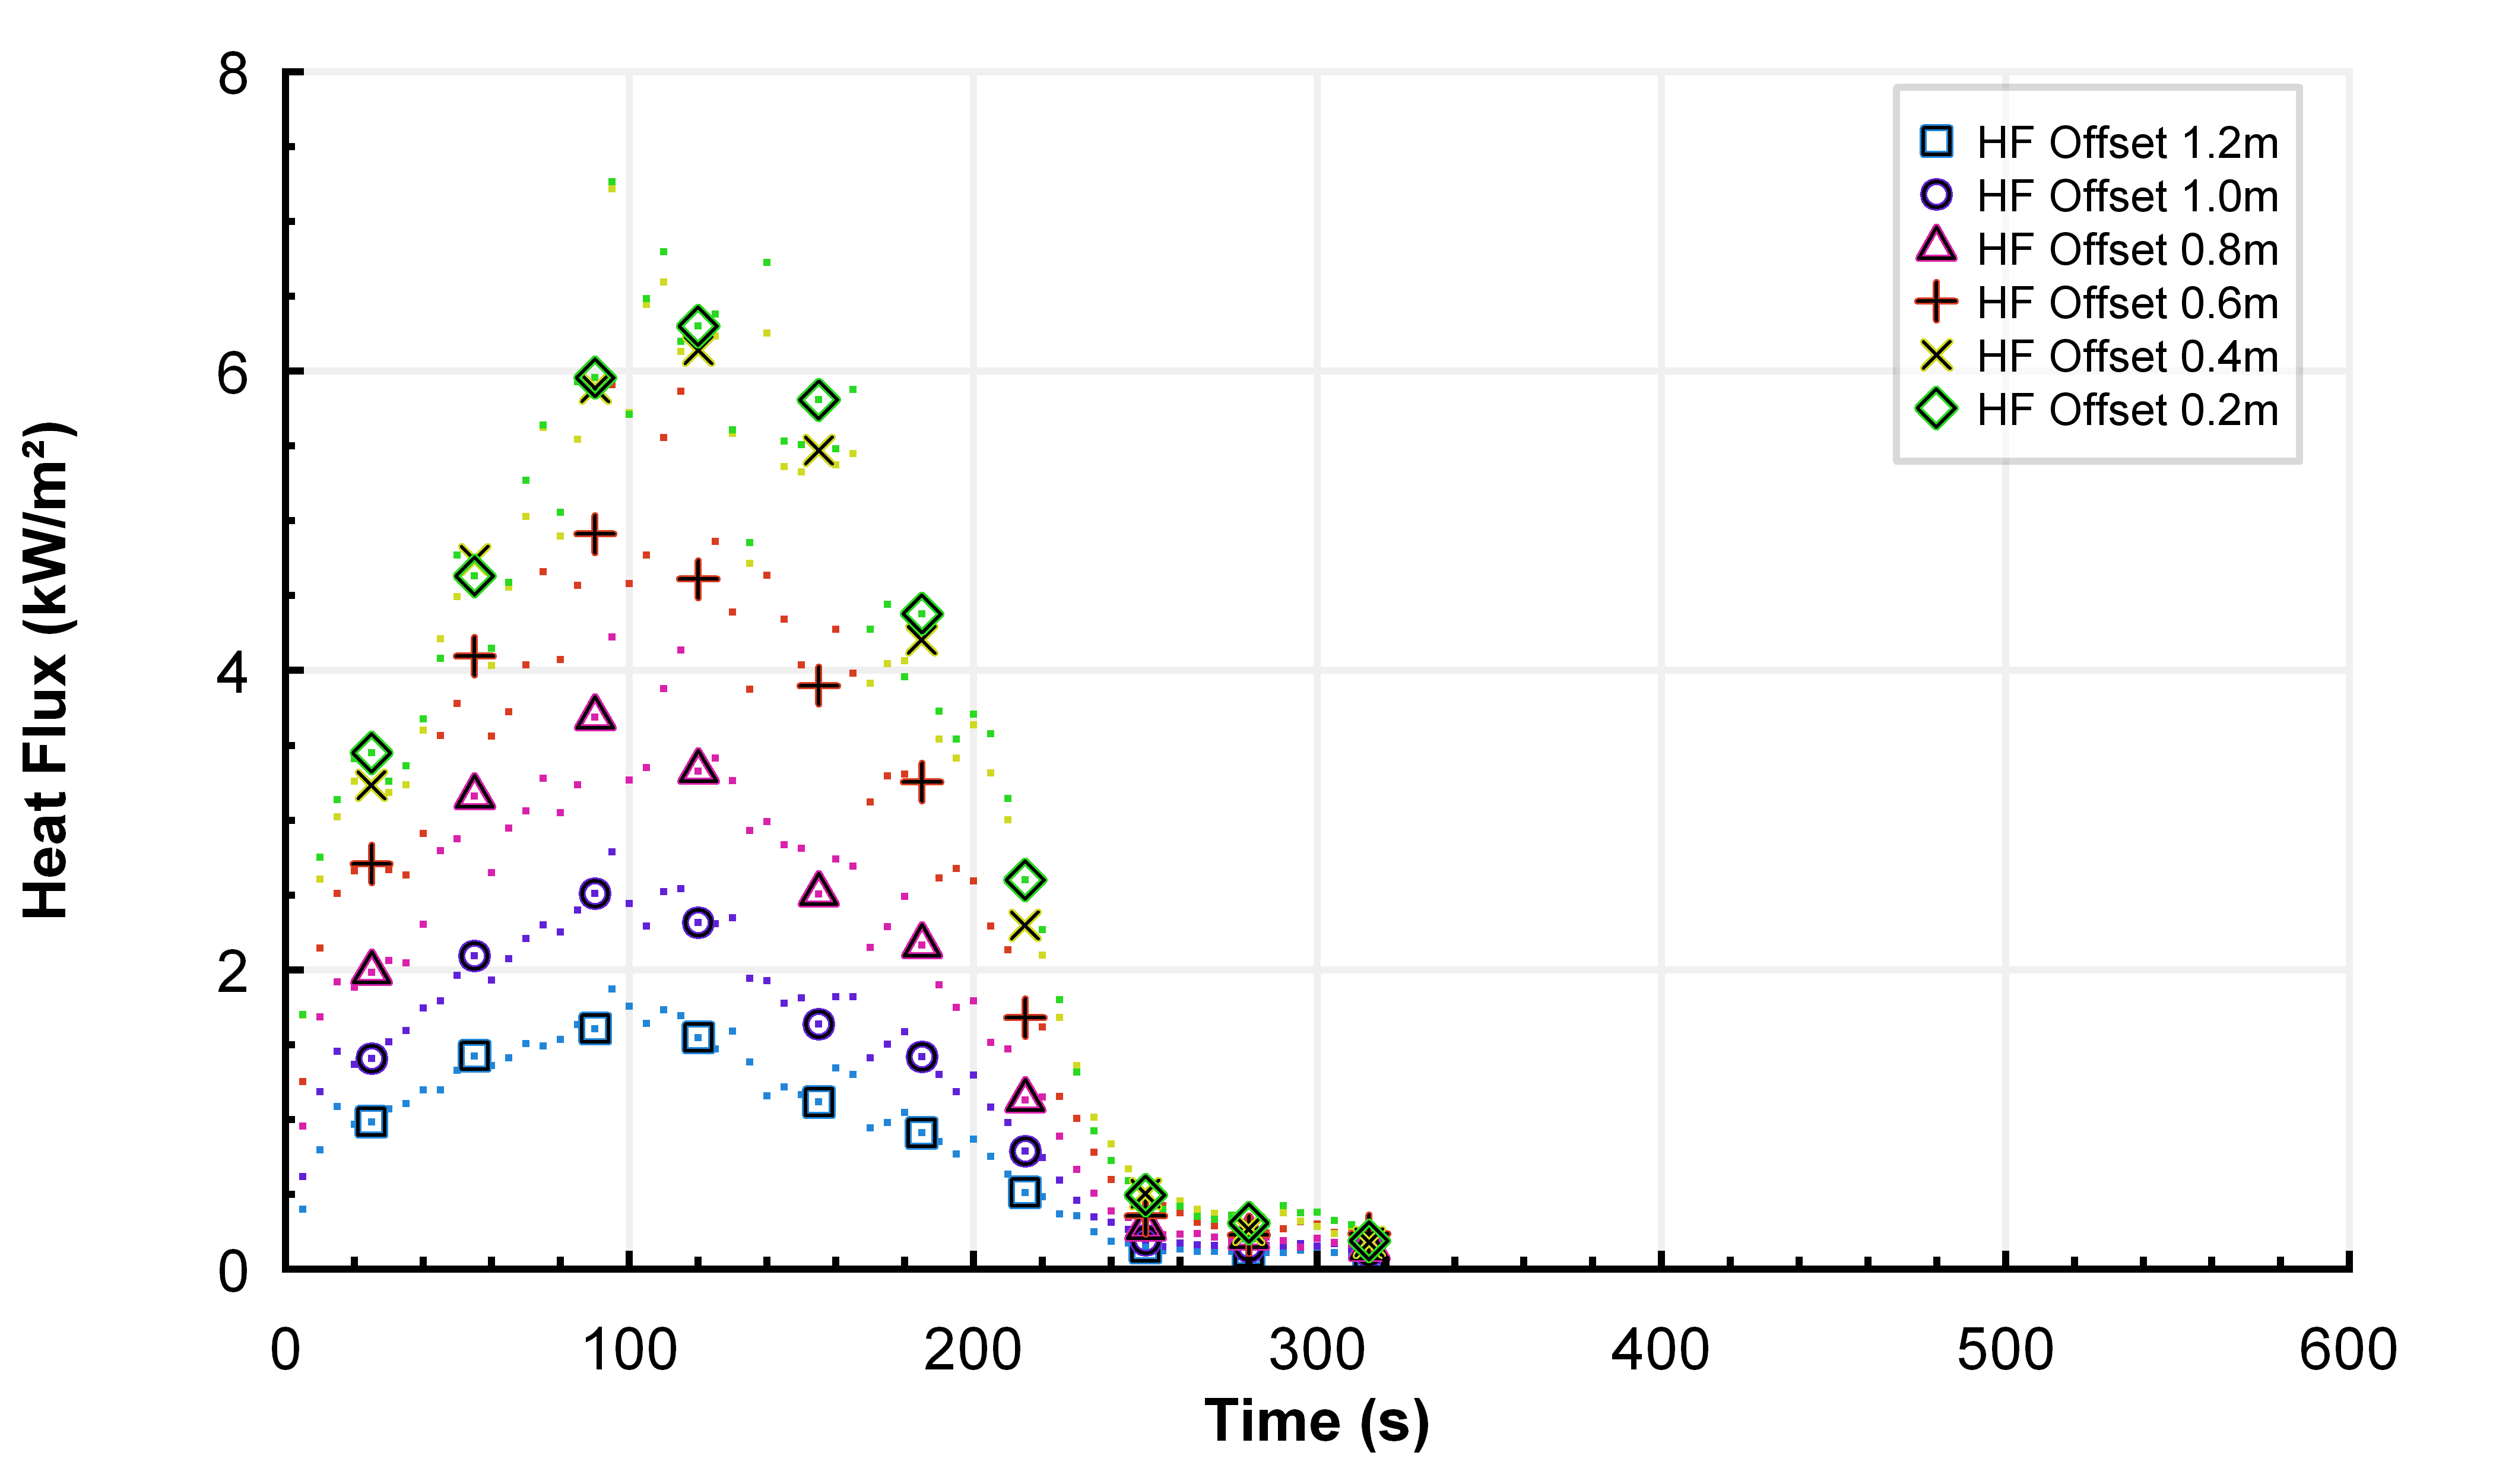 8
6
4
2
0
Heat Flux (kW/m²)
HF Offset 1.2m
HF Offset 1.0m
HF Offset 0.8m
HF Offset 0.6m
HF Offset 0.4m
HF Offset 0.2m
0 100 200 300 400 500 600
Time (s)